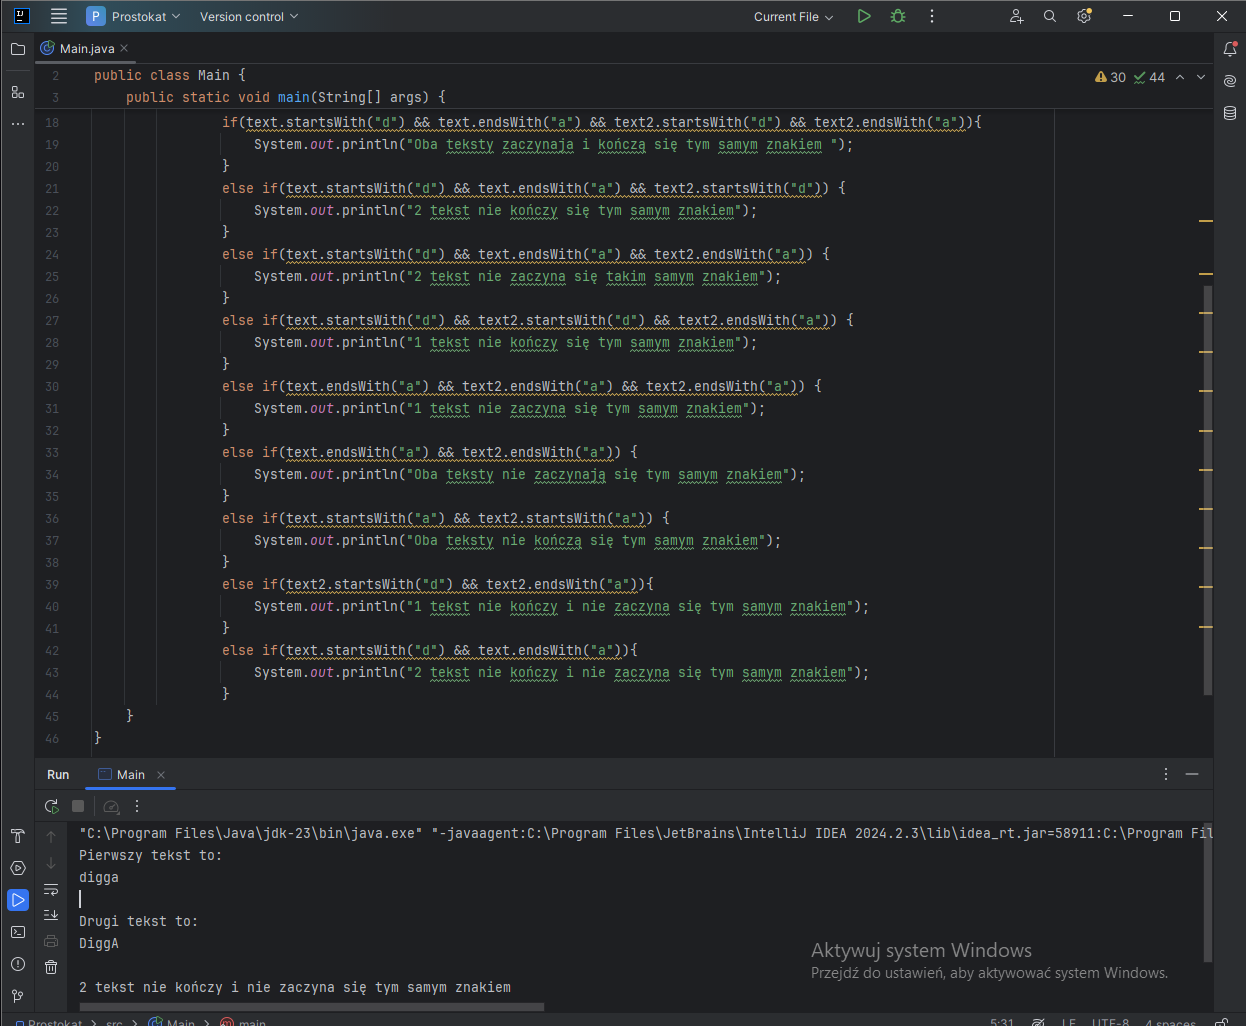 P Prostokat Version control Current File
Main.java
2 public class Main { 30 44
3 public static void main(String[] args) {
18 if(text.startsWith("d") && text.endsWith("a") && text2.startsWith("d") && text2.endsWith("a")){
19 System.out.println("Oba teksty zaczynaja i kończą się tym samym znakiem ");
20 }
21 else if(text.startsWith("d") && text.endsWith("a") && text2.startsWith("d")) {
22 System.out.println("2 tekst nie kończy się tym samym znakiem");
23 }
24 else if(text.startsWith("d") && text.endsWith("a") && text2.endsWith("a")) {
25 System.out.println("2 tekst nie zaczyna się takim samym znakiem");
26 }
27 else if(text.startsWith("d") && text2.startsWith("d") && text2.endsWith("a")) {
28 System.out.println("1 tekst nie kończy się tym samym znakiem");
29 }
30 else if(text.endsWith("a") && text2.endsWith("a") && text2.endsWith("a")) {
31 System.out.println("1 tekst nie zaczyna się tym samym znakiem");
32 }
33 else if(text.endsWith("a") && text2.endsWith("a")) {
34 System.out.println("Oba teksty nie zaczynają się tym samym znakiem");
35 }
36 else if(text.startsWith("a") && text2.startsWith("a")) {
37 System.out.println("Oba teksty nie kończą się tym samym znakiem");
38 }
39 else if(text2.startsWith("d") && text2.endsWith("a")){
40 System.out.println("1 tekst nie kończy i nie zaczyna się tym samym znakiem");
41 }
42 else if(text.startsWith("d") && text.endsWith("a")){
43 System.out.println("2 tekst nie kończy i nie zaczyna się tym samym znakiem");
44 }
45 }
46 }
Run Main
"C:\Program Files\Java\jdk-23\bin\java.exe" "-javaagent:C:\Program Files\JetBrains\IntelliJ IDEA 2024.2.3\lib\idea_rt.jar=58911:C:\Program Fil
Pierwszy tekst to:
digga
Drugi tekst to:
DiggA
Aktywuj system Windows
Przejdź do ustawień, aby aktywować system Windows.
2 tekst nie kończy i nie zaczyna się tym samym znakiem
Prostokat src Main main 5:31 LF UTF-8 4 spaces